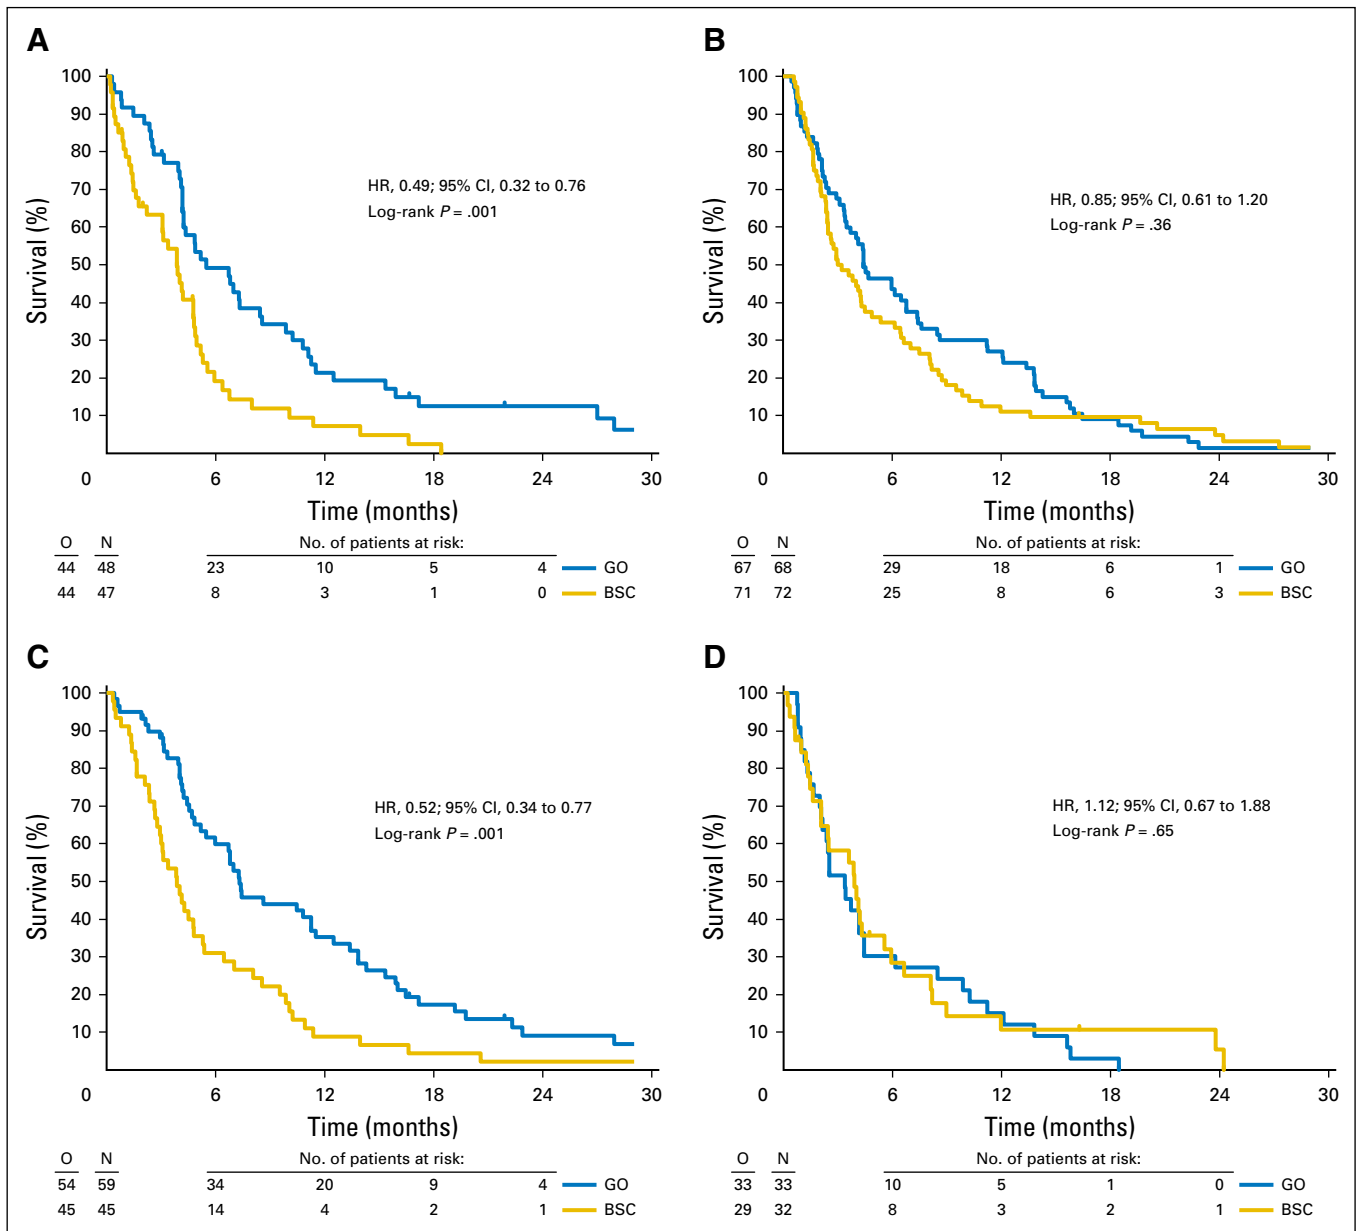 A
Survival (%)
100
90
80
70
60
50
40
30
20
10
0 6 12 18 24 30
Time (months)
HR, 0.49; 95% CI, 0.32 to 0.76
Log-rank P = .001
O N No. of patients at risk:
44 48 23 10 5 4 GO
44 47 8 3 1 0 BSC
B
Survival (%)
100
90
80
70
60
50
40
30
20
10
0 6 12 18 24 30
Time (months)
HR, 0.85; 95% CI, 0.61 to 1.20
Log-rank P = .36
O N No. of patients at risk:
67 68 29 18 6 1 GO
71 72 25 8 6 3 BSC
C
Survival (%)
100
90
80
70
60
50
40
30
20
10
0 6 12 18 24 30
Time (months)
HR, 0.52; 95% CI, 0.34 to 0.77
Log-rank P = .001
O N No. of patients at risk:
54 59 34 20 9 4 GO
45 45 14 4 2 1 BSC
D
Survival (%)
100
90
80
70
60
50
40
30
20
10
0 6 12 18 24 30
Time (months)
HR, 1.12; 95% CI, 0.67 to 1.88
Log-rank P = .65
O N No. of patients at risk:
33 33 10 5 1 0 GO
29 32 8 3 2 1 BSC